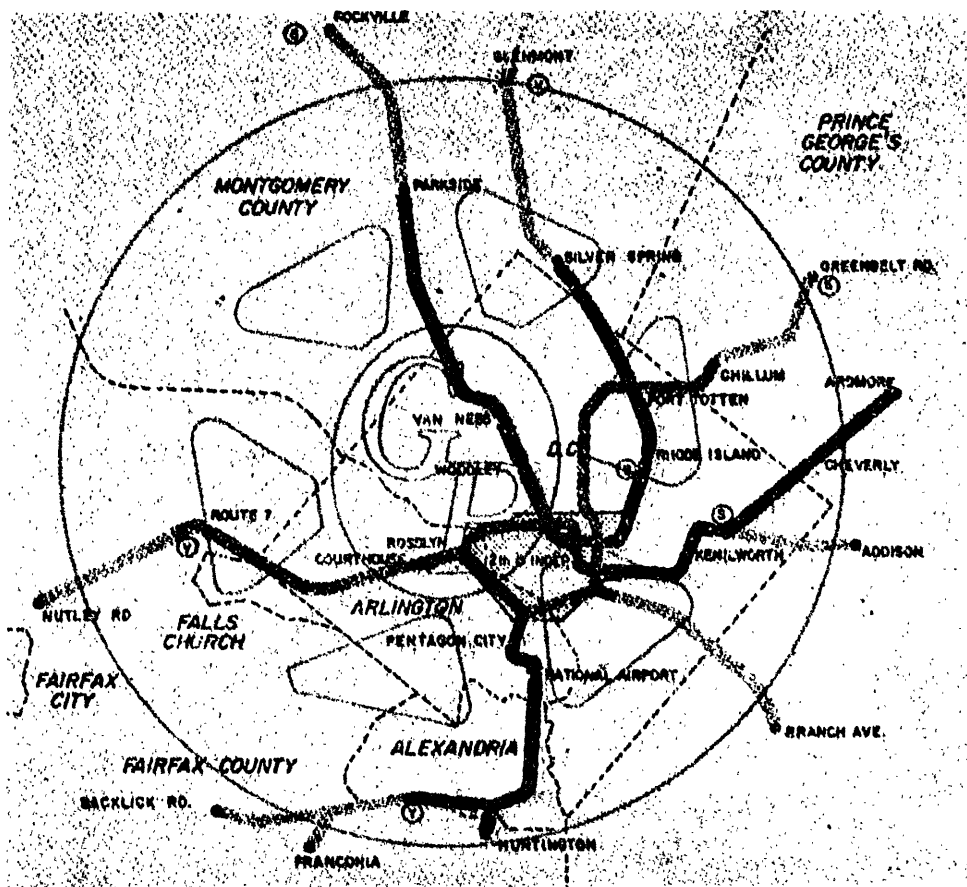 ROCKVILLE
GLENMONT
PRINCE
GEORGE'S
COUNTY
MONTGOMERY
COUNTY
PARKSIDE
SILVER SPRING
GREENBELT RD.
CHILLUM
ARDMORE
FORT TOTTEN
VAN NESS
D.C.
RHODE ISLAND
WOODLEY
CHEVERLY
ROUTE 7
ROSSLYN
COURTHOUSE
12th & INDEP.
KENILWORTH
ADDISON
NUTLEY RD
ARLINGTON
FALLS
CHURCH
PENTAGON CITY
NATIONAL AIRPORT
FAIRFAX
CITY
BRANCH AVE.
ALEXANDRIA
FAIRFAX COUNTY
BACKLICK RD.
HUNTINGTON
FRANCONIA